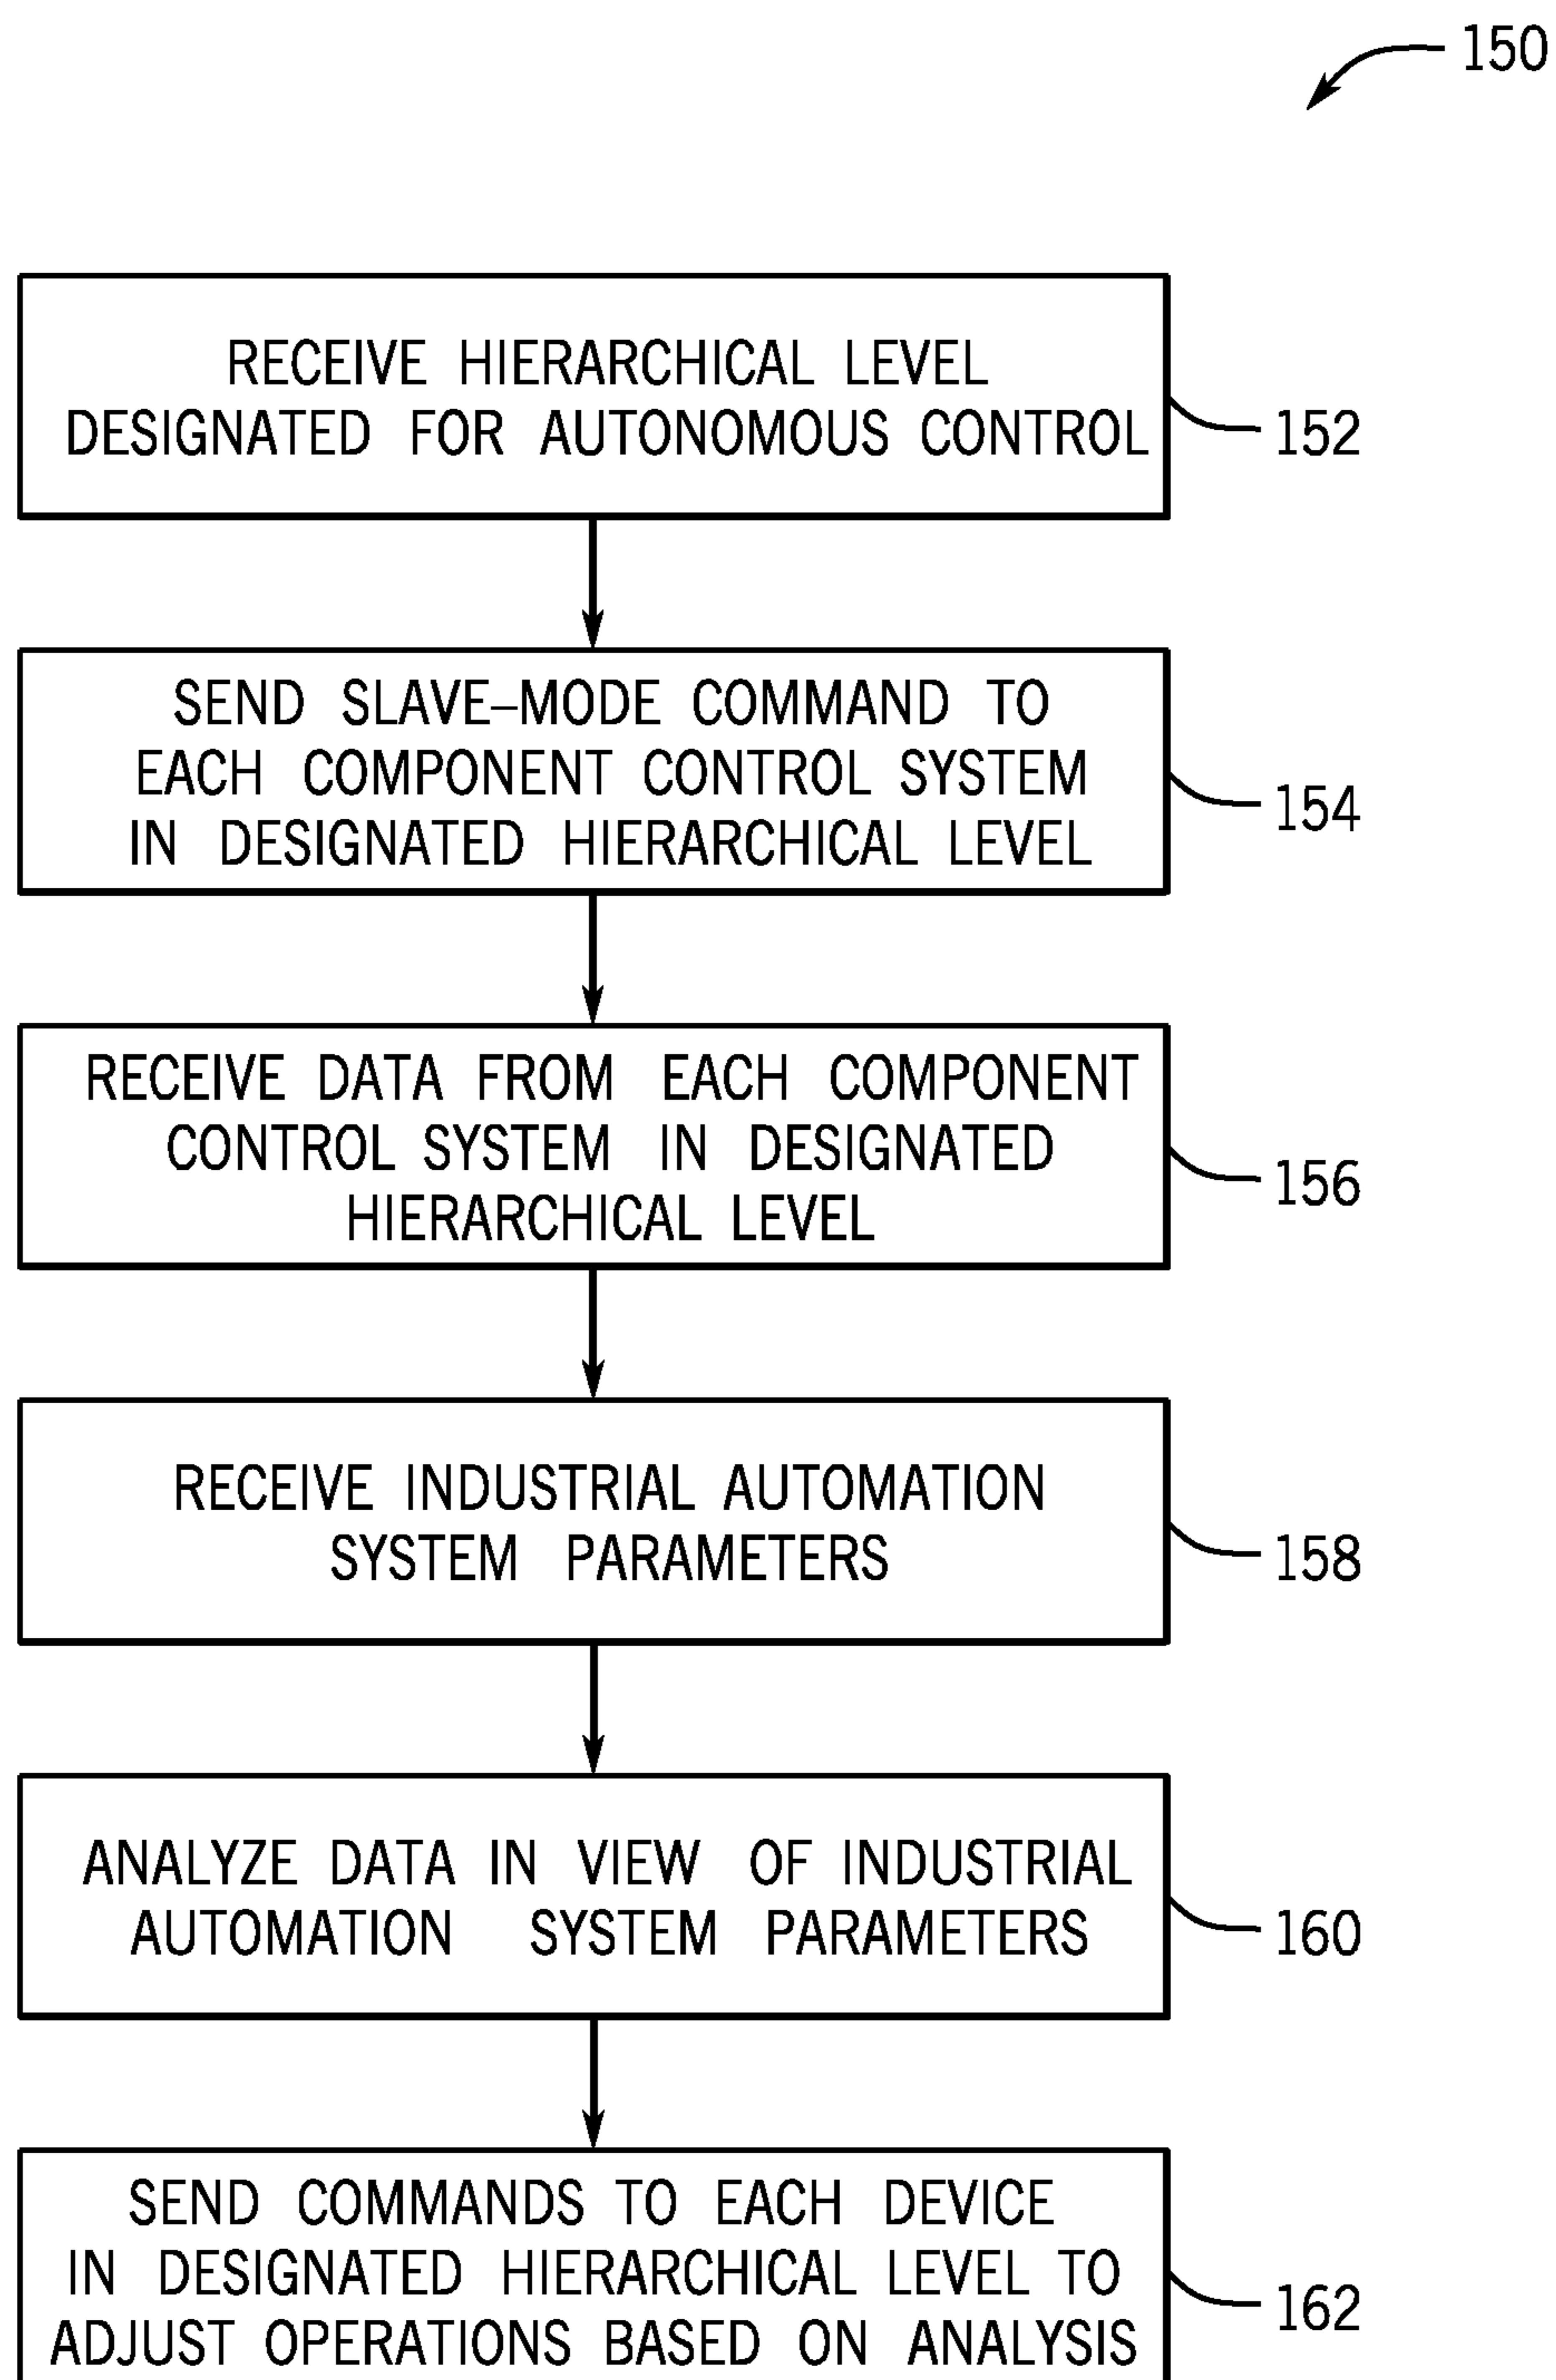 150
RECEIVE HIERARCHICAL LEVEL
DESIGNATED FOR AUTONOMOUS CONTROL
152
SEND SLAVE–MODE COMMAND TO
EACH COMPONENT CONTROL SYSTEM
IN DESIGNATED HIERARCHICAL LEVEL
154
RECEIVE DATA FROM EACH COMPONENT
CONTROL SYSTEM IN DESIGNATED
HIERARCHICAL LEVEL
156
RECEIVE INDUSTRIAL AUTOMATION
SYSTEM PARAMETERS
158
ANALYZE DATA IN VIEW OF INDUSTRIAL
AUTOMATION SYSTEM PARAMETERS
160
SEND COMMANDS TO EACH DEVICE
IN DESIGNATED HIERARCHICAL LEVEL TO
ADJUST OPERATIONS BASED ON ANALYSIS
162